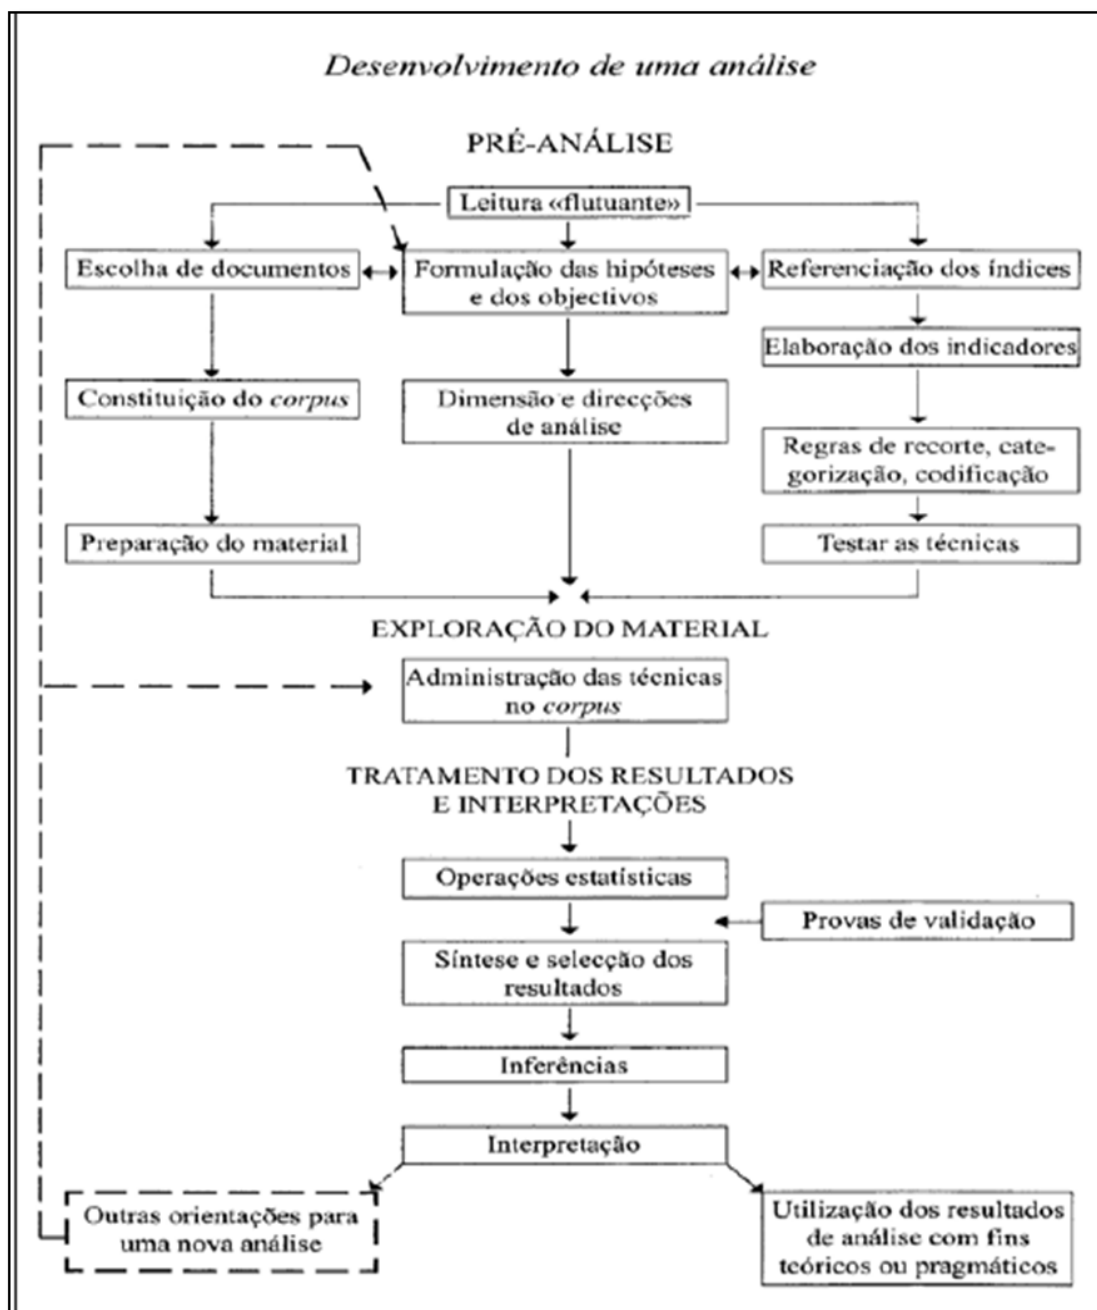 Desenvolvimento de uma análise
PRÉ-ANÁLISE
Leitura «flutuante»
Escolha de documentos
Formulação das hipóteses
e dos objectivos
Referenciação dos índices
Elaboração dos indicadores
Constituição do corpus
Dimensão e direcções
de análise
Regras de recorte, cate-
gorização, codificação
Preparação do material
Testar as técnicas
EXPLORAÇÃO DO MATERIAL
Administração das técnicas
no corpus
TRATAMENTO DOS RESULTADOS
E INTERPRETAÇÕES
Operações estatísticas
Provas de validação
Síntese e selecção dos
resultados
Inferências
Interpretação
Outras orientações para
uma nova análise
Utilização dos resultados
de análise com fins
teóricos ou pragmáticos